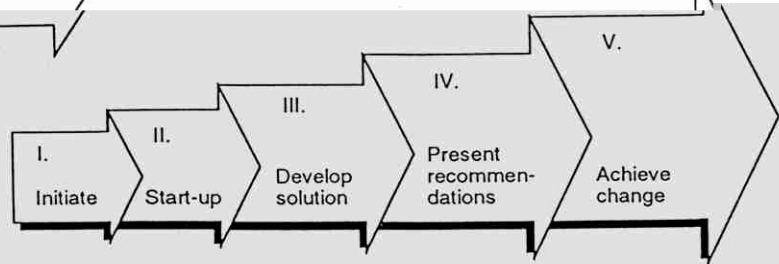 I.
Initiate
II.
Start-up
III.
Develop
solution
IV.
Present
recommen-
dations
V.
Achieve
change